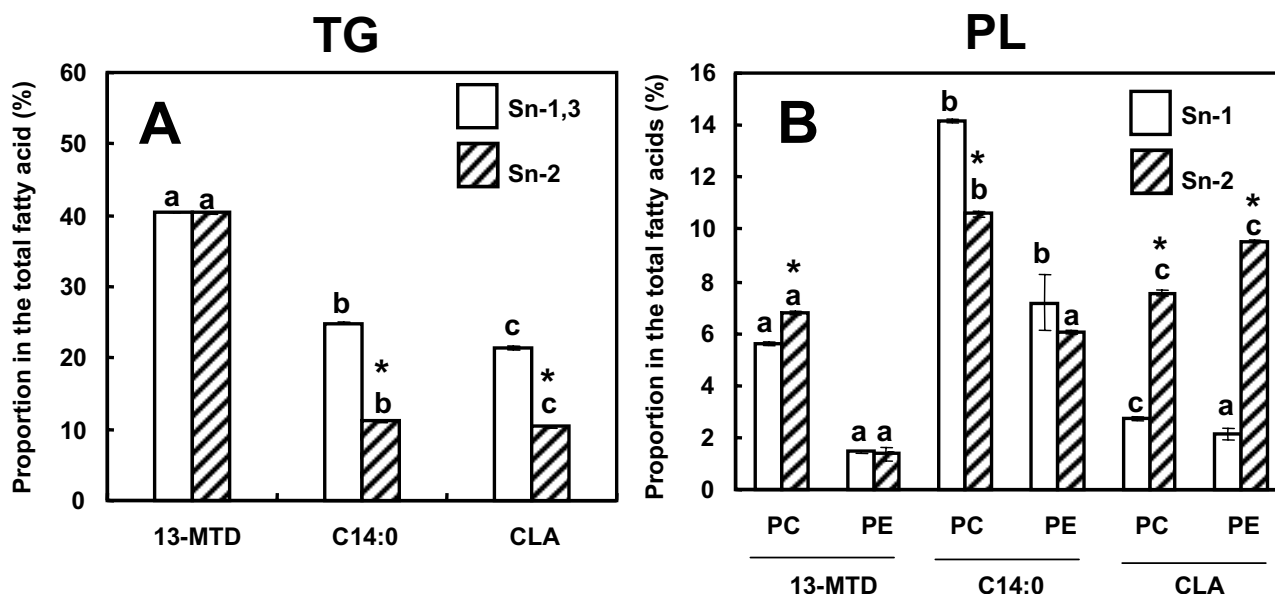 TG
Proportion in the total fatty acid (%)
60
50
40
30
20
10
0
A
Sn-1,3
Sn-2
a a
b
*
b
c
*
c
13-MTD C14:0 CLA
PL
Proportion in the total fatty acids (%)
16
14
12
10
8
6
4
2
0
B
Sn-1
Sn-2
a
*
a
a a
b
*
b
b
a
c
*
c
a
*
c
PC PE PC PE PC PE
13-MTD C14:0 CLA